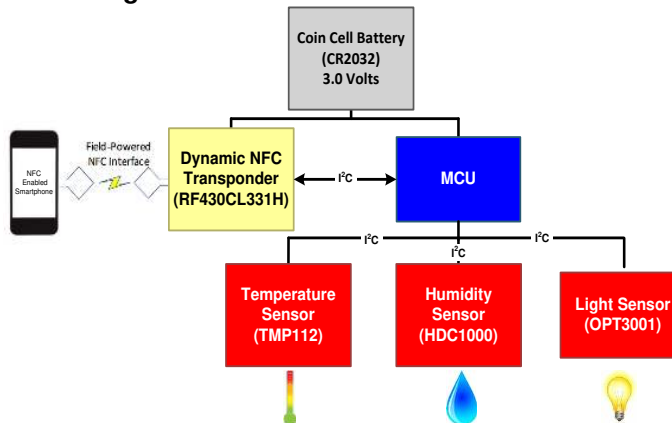 Coin Cell Battery
(CR2032)
3.0 Volts
Field-Powered
NFC Interface
NFC
Enabled
Smartphone
Dynamic NFC
Transponder
(RF430CL331H)
I²C
MCU
I²C
I²C
I²C
Temperature
Sensor
(TMP112)
Humidity
Sensor
(HDC1000)
Light Sensor
(OPT3001)